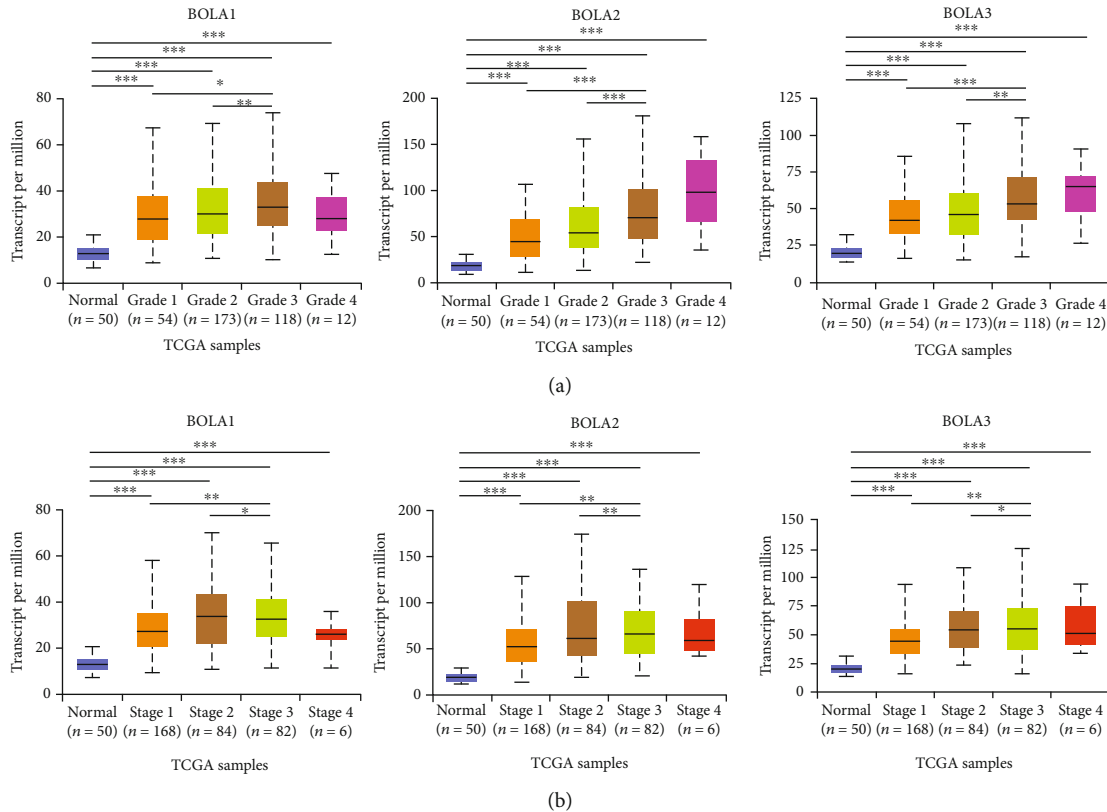 BOLA1
***
***
***
***
*
**
Transcript per million
80
60
40
20
0
Normal Grade 1 Grade 2 Grade 3 Grade 4
(n = 50) (n = 54) (n = 173) (n = 118) (n = 12)
TCGA samples
BOLA2
***
***
***
***
***
***
Transcript per million
200
150
100
50
0
Normal Grade 1 Grade 2 Grade 3 Grade 4
(n = 50) (n = 54) (n = 173) (n = 118) (n = 12)
TCGA samples
BOLA3
***
***
***
***
***
**
Transcript per million
125
100
75
50
25
0
Normal Grade 1 Grade 2 Grade 3 Grade 4
(n = 50) (n = 54) (n = 173) (n = 118) (n = 12)
TCGA samples
(a)
BOLA1
***
***
***
***
**
*
Transcript per million
80
60
40
20
0
Normal Stage 1 Stage 2 Stage 3 Stage 4
(n = 50) (n = 168) (n = 84) (n = 82) (n = 6)
TCGA samples
BOLA2
***
***
***
***
**
**
Transcript per million
200
150
100
50
0
Normal Stage 1 Stage 2 Stage 3 Stage 4
(n = 50) (n = 168) (n = 84) (n = 82) (n = 6)
TCGA samples
BOLA3
***
***
***
***
**
*
Transcript per million
150
125
100
75
50
25
0
Normal Stage 1 Stage 2 Stage 3 Stage 4
(n = 50) (n = 168) (n = 84) (n = 82) (n = 6)
TCGA samples
(b)